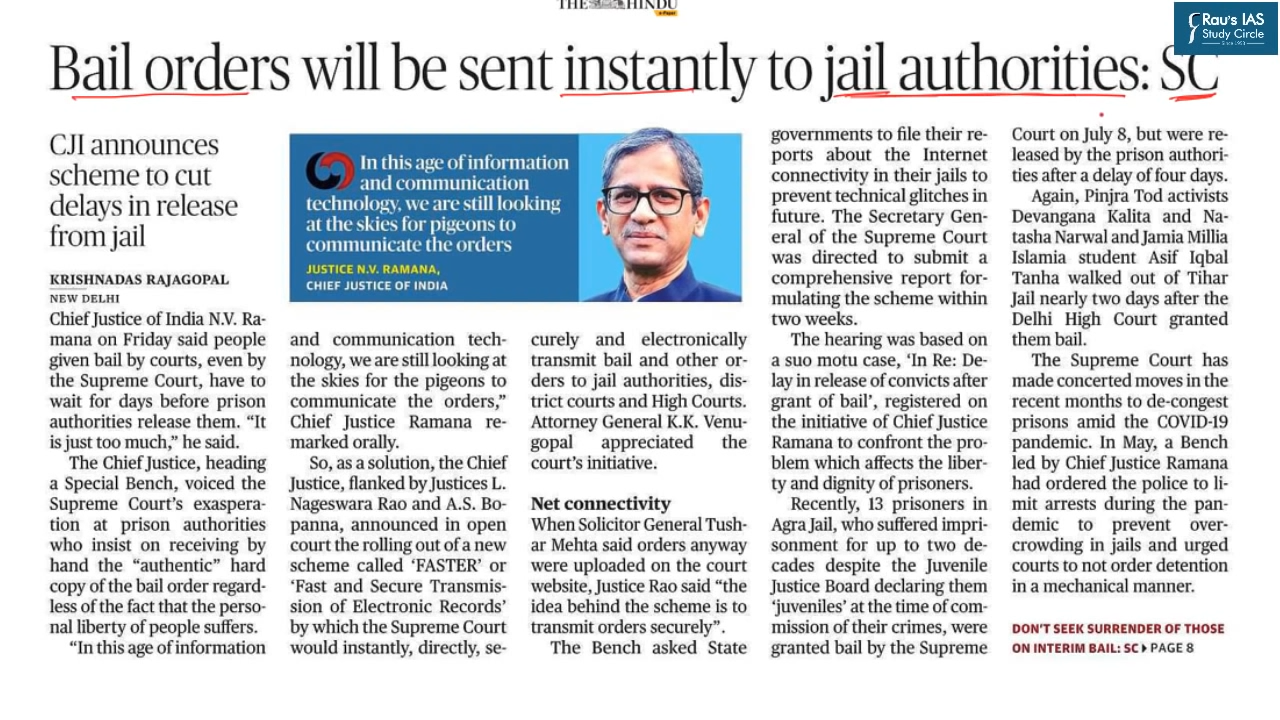 THE HINDU
e-Paper
Rau's IAS
Study Circle
Since 1953
Bail orders will be sent instantly to jail authorities: SC
CJI announces
scheme to cut
delays in release
from jail
KRISHNADAS RAJAGOPAL
NEW DELHI
Chief Justice of India N.V. Ra-
mana on Friday said people
given bail by courts, even by
the Supreme Court, have to
wait for days before prison
authorities release them. “It
is just too much,” he said.
The Chief Justice, heading
a Special Bench, voiced the
Supreme Court’s exaspera-
tion at prison authorities
who insist on receiving by
hand the “authentic” hard
copy of the bail order regard-
less of the fact that the perso-
nal liberty of people suffers.
“In this age of information
In this age of information
and communication
technology, we are still looking
at the skies for pigeons to
communicate the orders
JUSTICE N.V. RAMANA,
CHIEF JUSTICE OF INDIA
and communication tech-
nology, we are still looking at
the skies for the pigeons to
communicate the orders,”
Chief Justice Ramana re-
marked orally.
So, as a solution, the Chief
Justice, flanked by Justices L.
Nageswara Rao and A.S. Bo-
panna, announced in open
court the rolling out of a new
scheme called ‘FASTER’ or
‘Fast and Secure Transmis-
sion of Electronic Records’
by which the Supreme Court
would instantly, directly, se-
curely and electronically
transmit bail and other or-
ders to jail authorities, dis-
trict courts and High Courts.
Attorney General K.K. Venu-
gopal appreciated the
court’s initiative.
Net connectivity
When Solicitor General Tush-
ar Mehta said orders anyway
were uploaded on the court
website, Justice Rao said “the
idea behind the scheme is to
transmit orders securely”.
The Bench asked State
governments to file their re-
ports about the Internet
connectivity in their jails to
prevent technical glitches in
future. The Secretary Gen-
eral of the Supreme Court
was directed to submit a
comprehensive report for-
mulating the scheme within
two weeks.
The hearing was based on
a suo motu case, ‘In Re: De-
lay in release of convicts after
grant of bail’, registered on
the initiative of Chief Justice
Ramana to confront the pro-
blem which affects the liber-
ty and dignity of prisoners.
Recently, 13 prisoners in
Agra Jail, who suffered impri-
sonment for up to two de-
cades despite the Juvenile
Justice Board declaring them
‘juveniles’ at the time of com-
mission of their crimes, were
granted bail by the Supreme
Court on July 8, but were re-
leased by the prison authori-
ties after a delay of four days.
Again, Pinjra Tod activists
Devangana Kalita and Na-
tasha Narwal and Jamia Millia
Islamia student Asif Iqbal
Tanha walked out of Tihar
Jail nearly two days after the
Delhi High Court granted
them bail.
The Supreme Court has
made concerted moves in the
recent months to de-congest
prisons amid the COVID-19
pandemic. In May, a Bench
led by Chief Justice Ramana
had ordered the police to li-
mit arrests during the pan-
demic to prevent over-
crowding in jails and urged
courts to not order detention
in a mechanical manner.
DON’T SEEK SURRENDER OF THOSE
ON INTERIM BAIL: SC PAGE 8